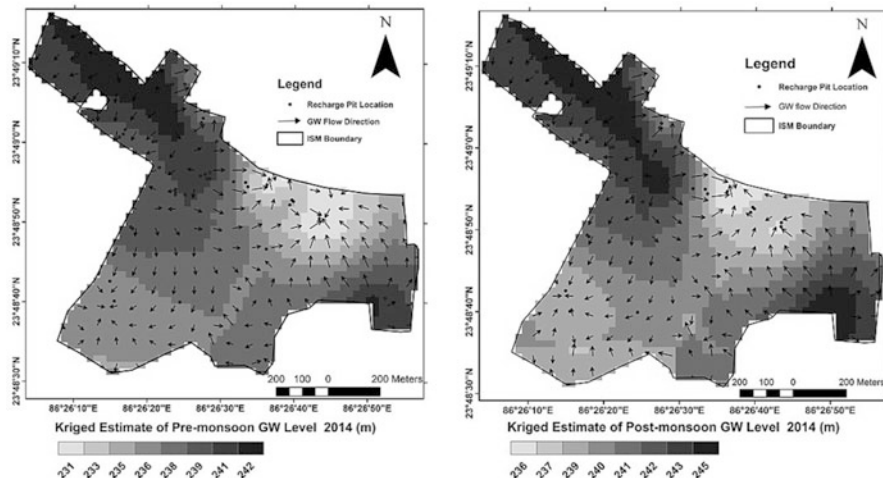 N
Legend
Recharge Pit Location
GW Flow Direction
ISM Boundary
23°49'10"N
23°49'0"N
23°48'50"N
23°48'40"N
23°48'30"N
200 100 0 200 Meters
86°26'10"E 86°26'20"E 86°26'30"E 86°26'40"E 86°26'50"E
Kriged Estimate of Pre-monsoon GW Level 2014 (m)
231 233 235 236 238 239 241 242
N
Legend
Recharge Pit Location
GW flow Direction
ISM Boundary
23°49'10"N
23°49'0"N
23°48'50"N
23°48'40"N
23°48'30"N
200 100 0 200 Meters
86°26'10"E 86°26'20"E 86°26'30"E 86°26'40"E 86°26'50"E
Kriged Estimate of Post-monsoon GW Level 2014 (m)
236 237 239 240 241 242 243 245